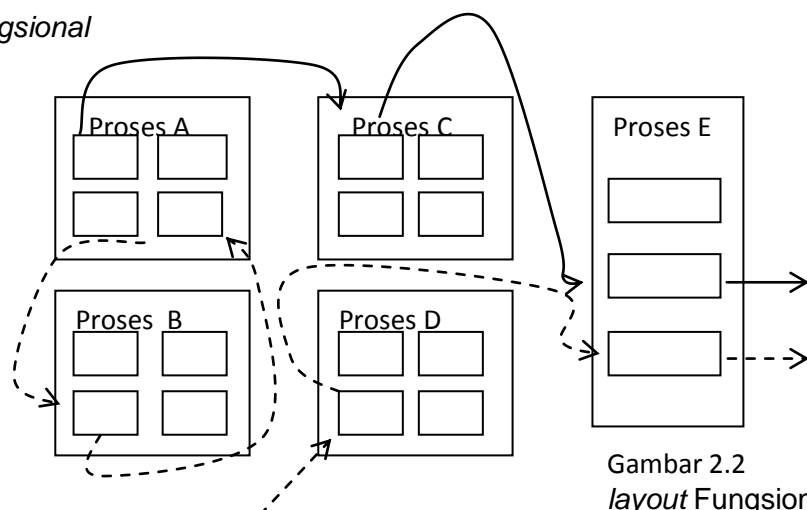 gsional
Proses A
Proses C
Proses E
Proses B
Proses D
Gambar 2.2
layout Fungsion